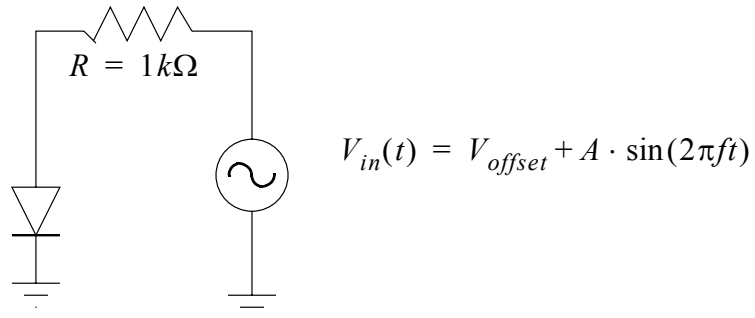 R = 1kΩ
V_in(t) = V_offset + A · sin(2πft)